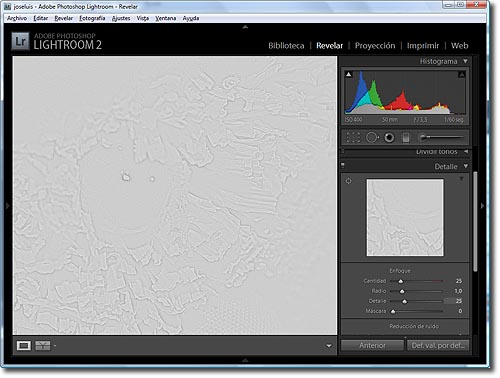 joseluis - Adobe Photoshop Lightroom - Revelar
Archivo Editar Revelar Fotografía Ajustes Vista Ventana Ayuda
Lr
ADOBE PHOTOSHOP
LIGHTROOM 2
Biblioteca | Revelar | Proyección | Imprimir | Web
Histograma
ISO 400 50 mm f / 3,5 1/60 seg.
Dividir tonos
Detalle
Enfoque
Cantidad 25
Radio 1,0
Detalle 25
Máscara 0
Reducción de ruido
Anterior Def. val. por def...